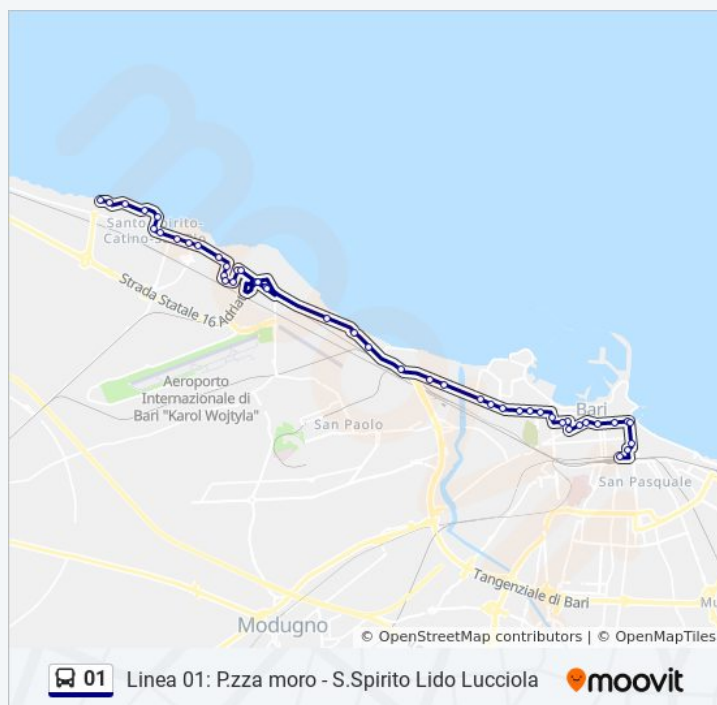 Santo Spirito-
Catino-S
Strada Statale 16 Adria
Aeroporto
Internazionale di
Bari "Karol Wojtyla"
San Paolo
Bari
San Pasquale
Tangenziale di Bari
Mu
Modugno
© OpenStreetMap contributors | © OpenMapTiles
01 Linea 01: P.zza moro - S.Spirito Lido Lucciola moovit